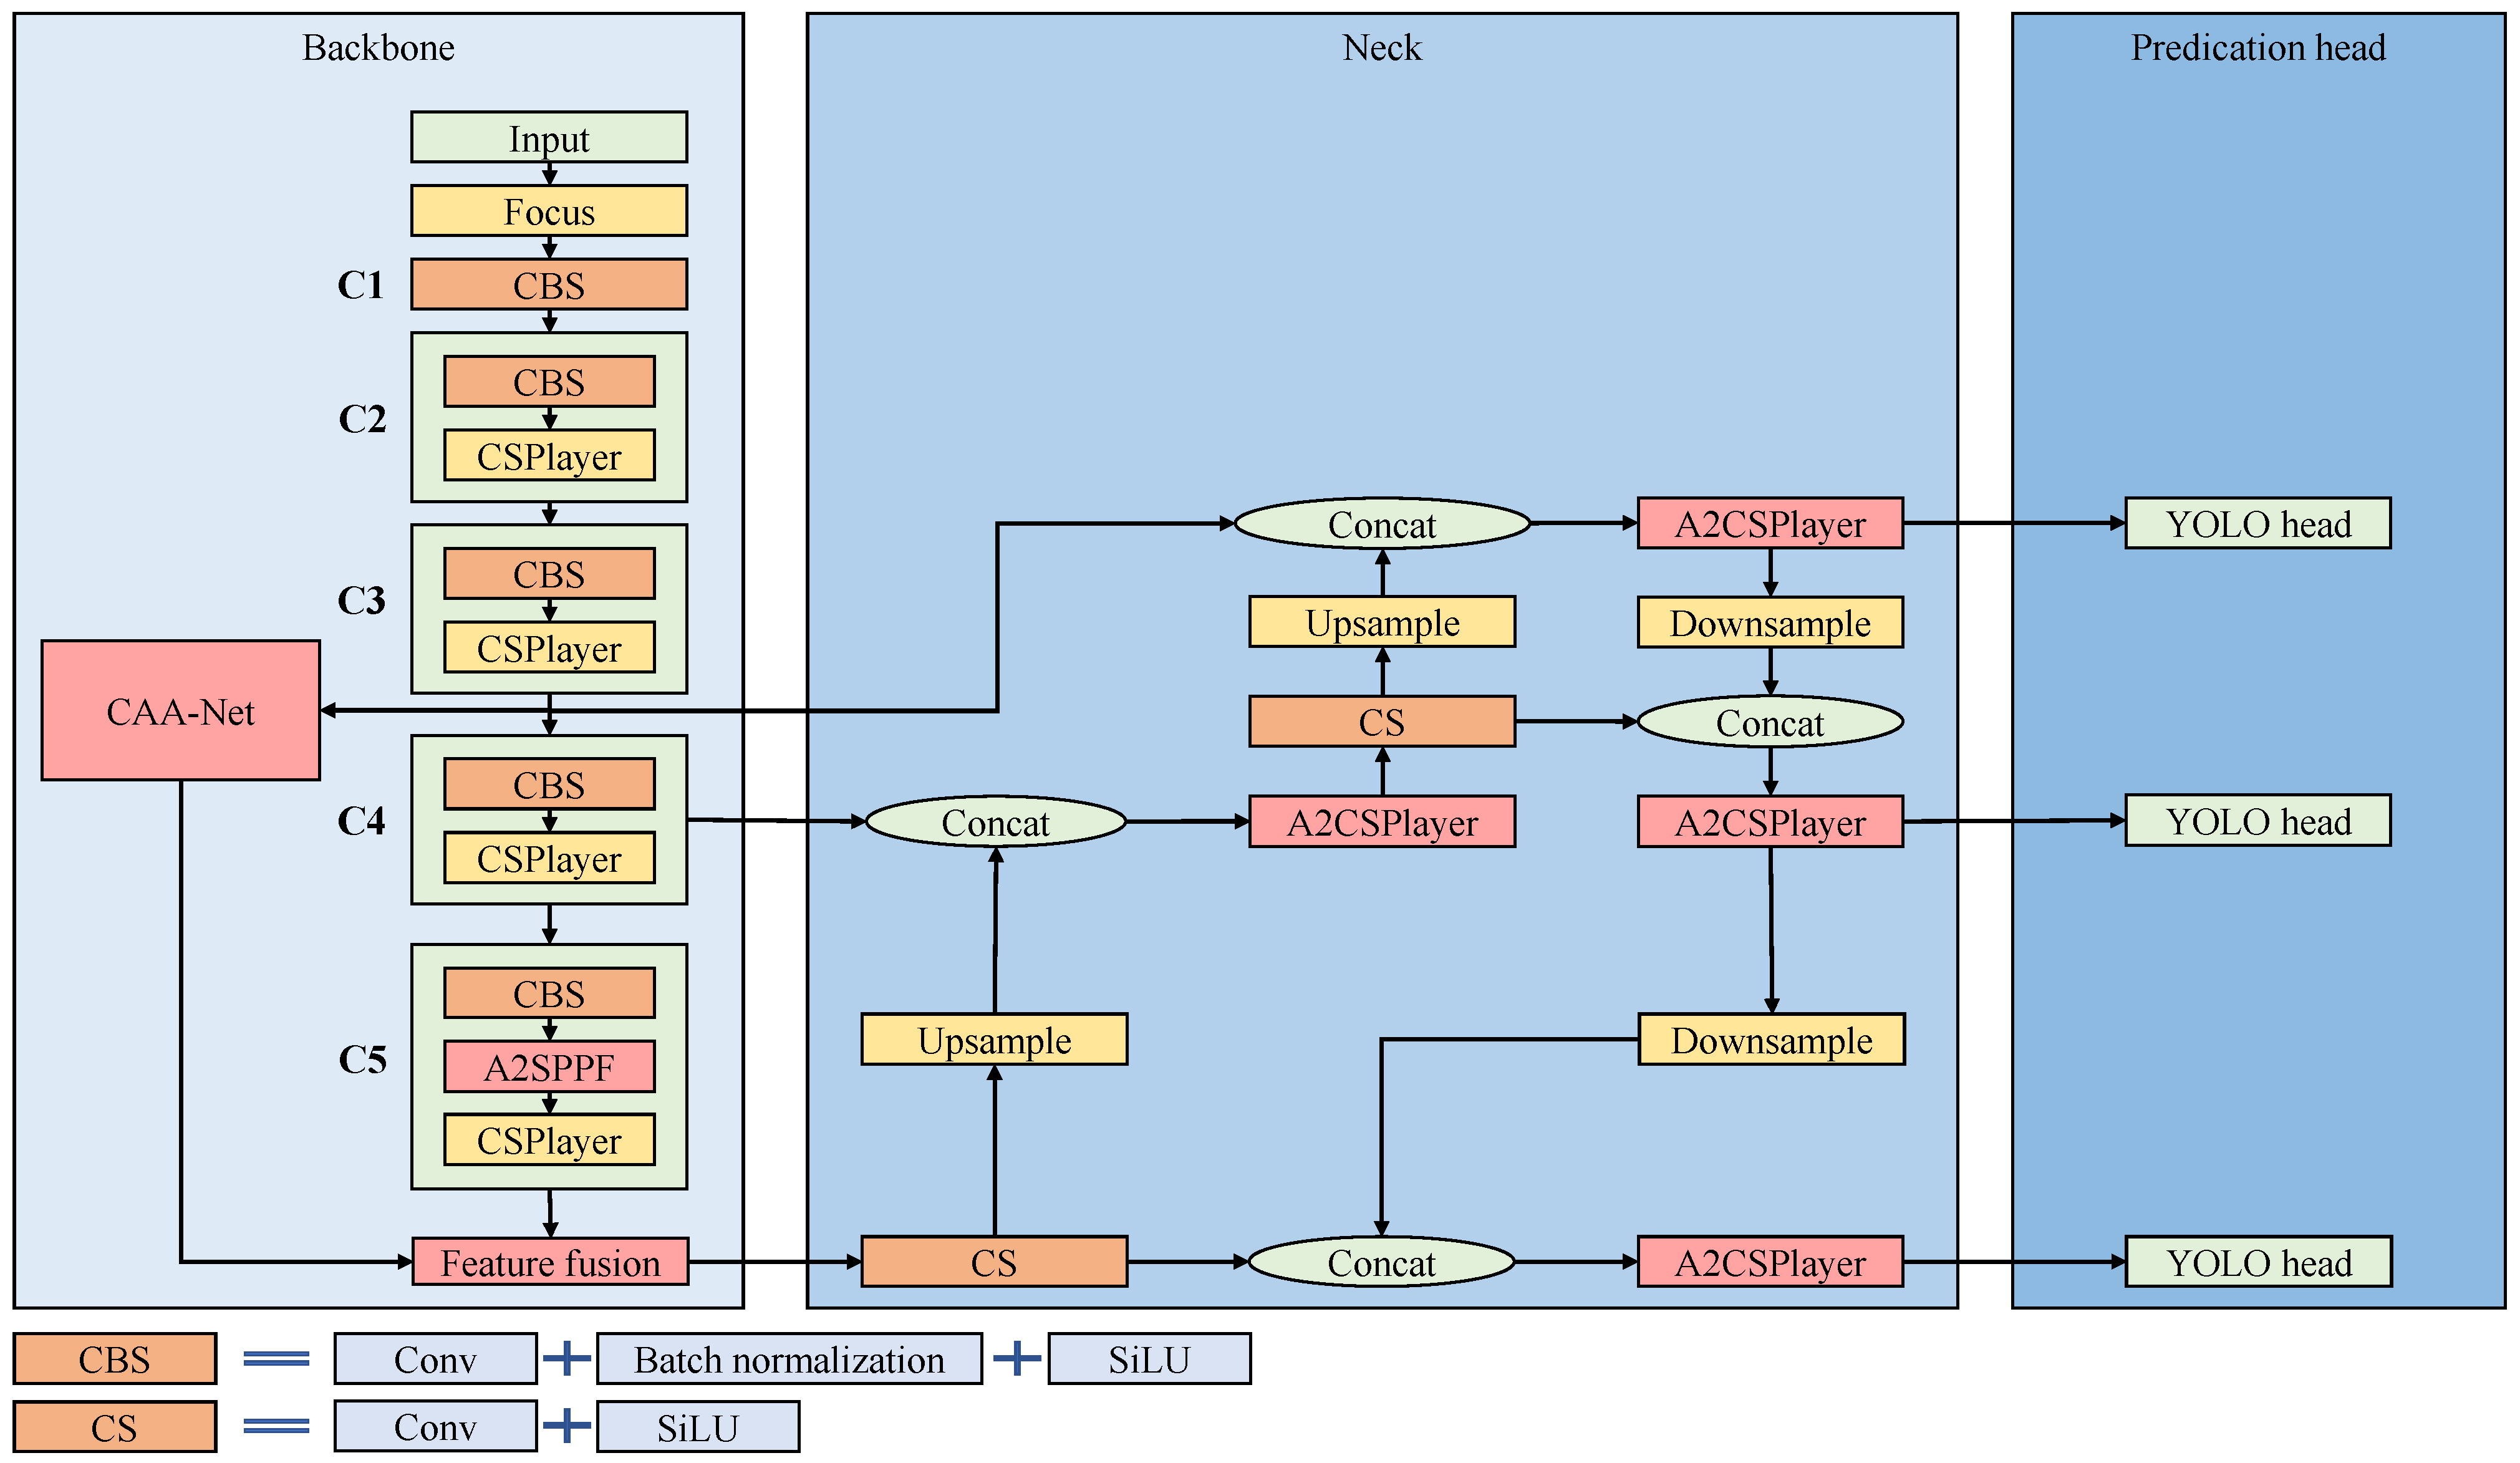 Backbone
Input
Focus
C1
CBS
C2
CBS
CSPlayer
C3
CBS
CSPlayer
CAA-Net
C4
CBS
CSPlayer
C5
CBS
A2SPPF
CSPlayer
Feature fusion
Neck
Concat
A2CSPlayer
Upsample
Downsample
CS
Concat
Concat
A2CSPlayer
A2CSPlayer
Upsample
Downsample
CS
Concat
A2CSPlayer
Predication head
YOLO head
YOLO head
YOLO head
CBS = Conv + Batch normalization + SiLU
CS = Conv + SiLU